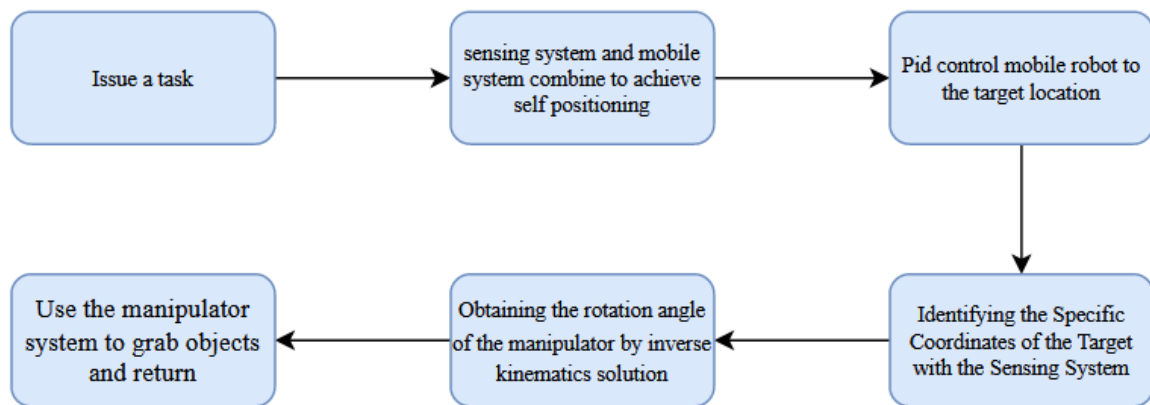 Issue a task
sensing system and mobile
system combine to achieve
self positioning
Pid control mobile robot to
the target location
Identifying the Specific
Coordinates of the Target
with the Sensing System
Obtaining the rotation angle
of the manipulator by inverse
kinematics solution
Use the manipulator
system to grab objects
and return